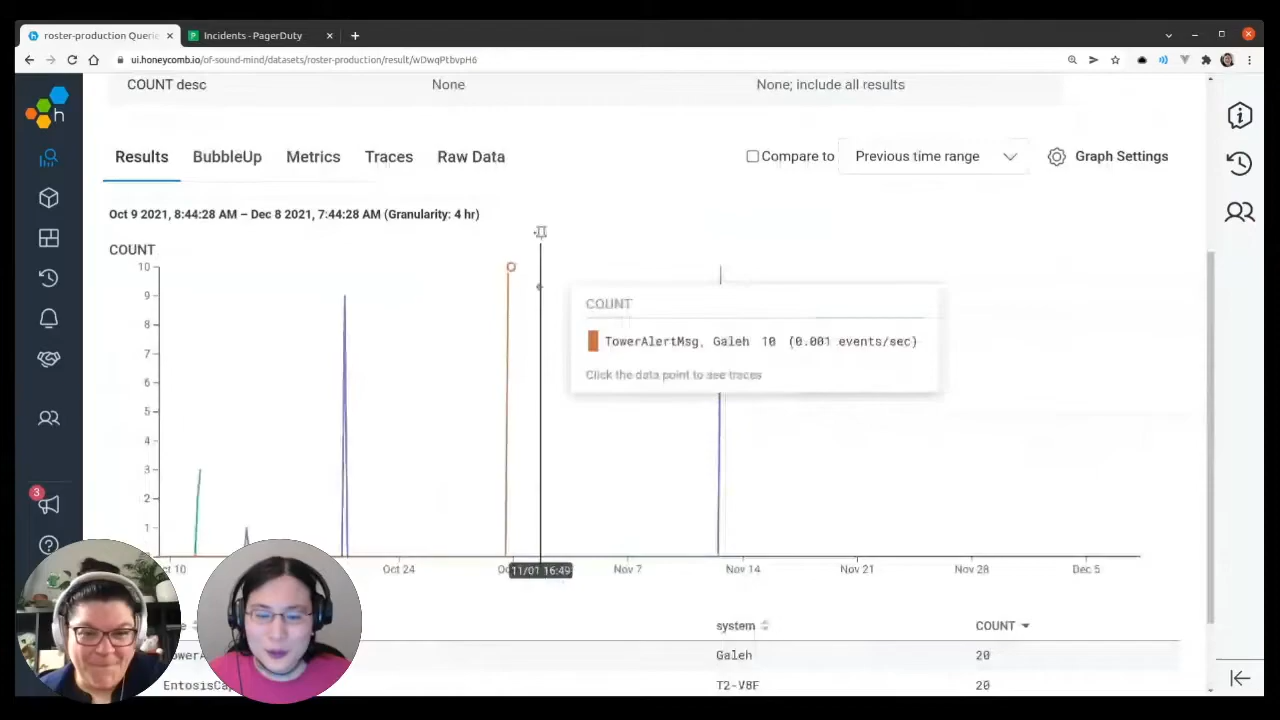 roster-production Querie
Incidents - PagerDuty
ui.honeycomb.io/of-sound-mind/datasets/roster-production/result/wDwqPtbvpH6
h
COUNT desc
None
None; include all results
Results
BubbleUp
Metrics
Traces
Raw Data
Compare to
Previous time range
Graph Settings
Oct 9 2021, 8:44:28 AM – Dec 8 2021, 7:44:28 AM (Granularity: 4 hr)
COUNT
10
9
8
7
6
5
4
3
2
1
COUNT
TowerAlertMsg, Galeh 10 (0.001 events/sec)
Click the data point to see traces
3
10
Oct 24
11/01 16:49
Nov 7
Nov 14
Nov 21
Nov 28
Dec 5
system
COUNT
Galeh
20
EntosisCa
T2-V8F
20